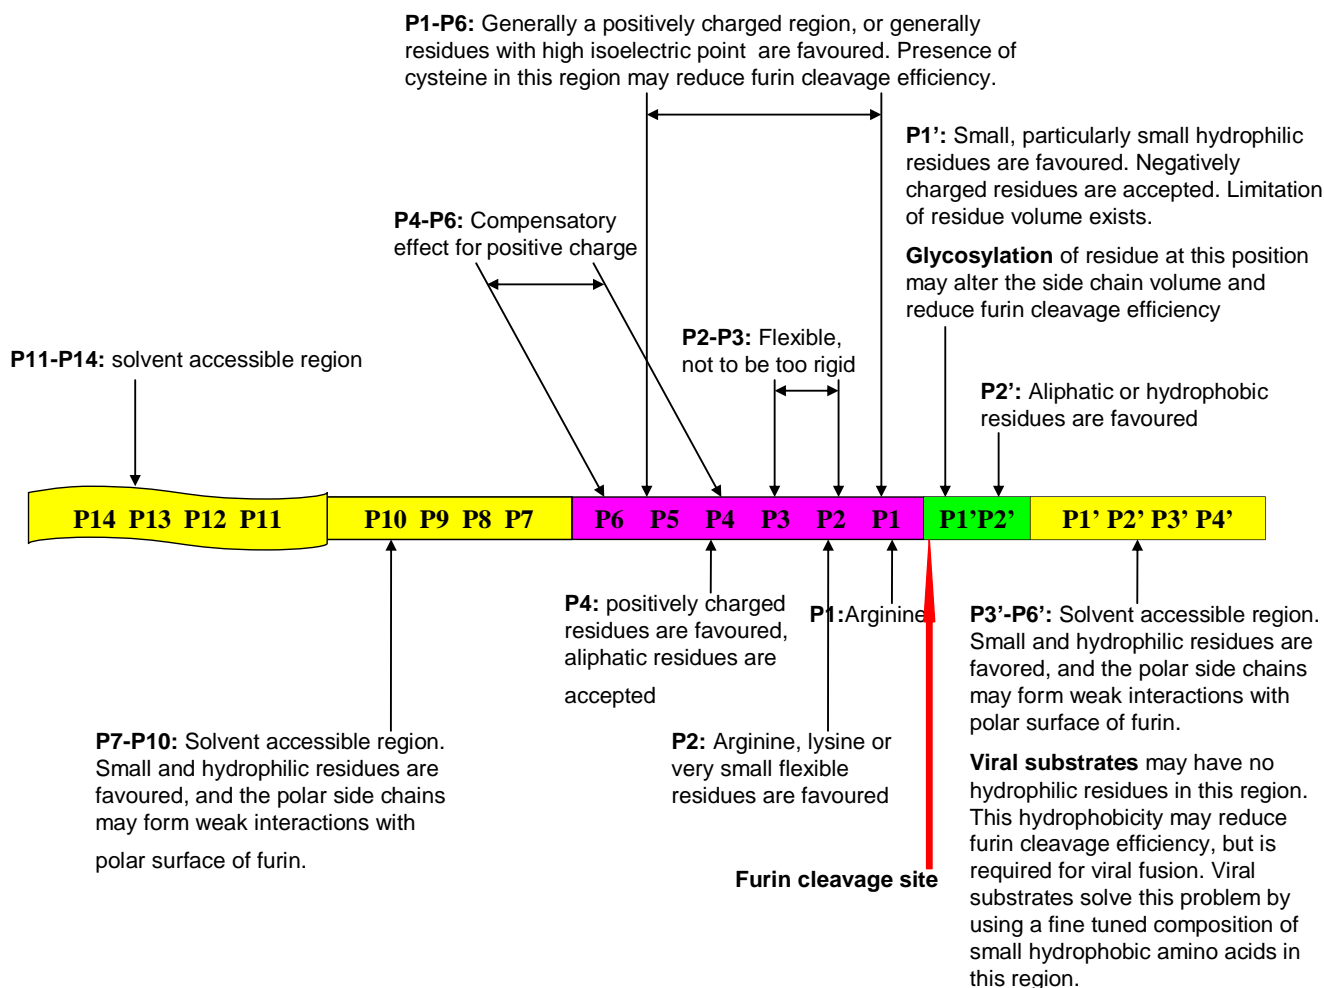 P1-P6: Generally a positively charged region, or generally
residues with high isoelectric point are favoured. Presence of
cysteine in this region may reduce furin cleavage efficiency.
P1’: Small, particularly small hydrophilic
residues are favoured. Negatively
charged residues are accepted. Limitation
of residue volume exists.
Glycosylation of residue at this position
may alter the side chain volume and
reduce furin cleavage efficiency
P4-P6: Compensatory
effect for positive charge
P2-P3: Flexible,
not to be too rigid
P11-P14: solvent accessible region
P2’: Aliphatic or hydrophobic
residues are favoured
P14 P13 P12 P11 P10 P9 P8 P7 P6 P5 P4 P3 P2 P1 P1’P2’ P1’ P2’ P3’ P4’
P4: positively charged
residues are favoured,
aliphatic residues are
accepted
P1:Arginine
P3’-P6’: Solvent accessible region.
Small and hydrophilic residues are
favored, and the polar side chains
may form weak interactions with
polar surface of furin.
P7-P10: Solvent accessible region.
Small and hydrophilic residues are
favoured, and the polar side chains
may form weak interactions with
polar surface of furin.
P2: Arginine, lysine or
very small flexible
residues are favoured
Viral substrates may have no
hydrophilic residues in this region.
This hydrophobicity may reduce
furin cleavage efficiency, but is
required for viral fusion. Viral
substrates solve this problem by
using a fine tuned composition of
small hydrophobic amino acids in
this region.
Furin cleavage site